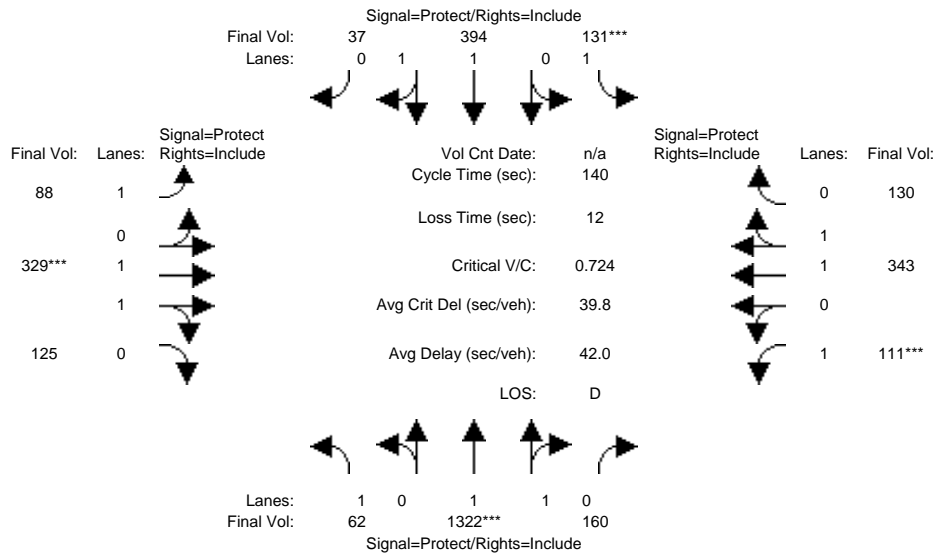 Signal=Protect/Rights=Include
Final Vol: 37 394 131***
Lanes: 0 1 1 0 1
Signal=Protect Signal=Protect
Final Vol: Lanes: Rights=Include Vol Cnt Date: n/a Rights=Include Lanes: Final Vol:
Cycle Time (sec): 140
88 1 0 130
Loss Time (sec): 12
0 1
329*** 1 Critical V/C: 0.724 1 343
1 Avg Crit Del (sec/veh): 39.8 0
125 0 Avg Delay (sec/veh): 42.0 1 111***
LOS: D
Lanes: 1 0 1 1 0
Final Vol: 62 1322*** 160
Signal=Protect/Rights=Include